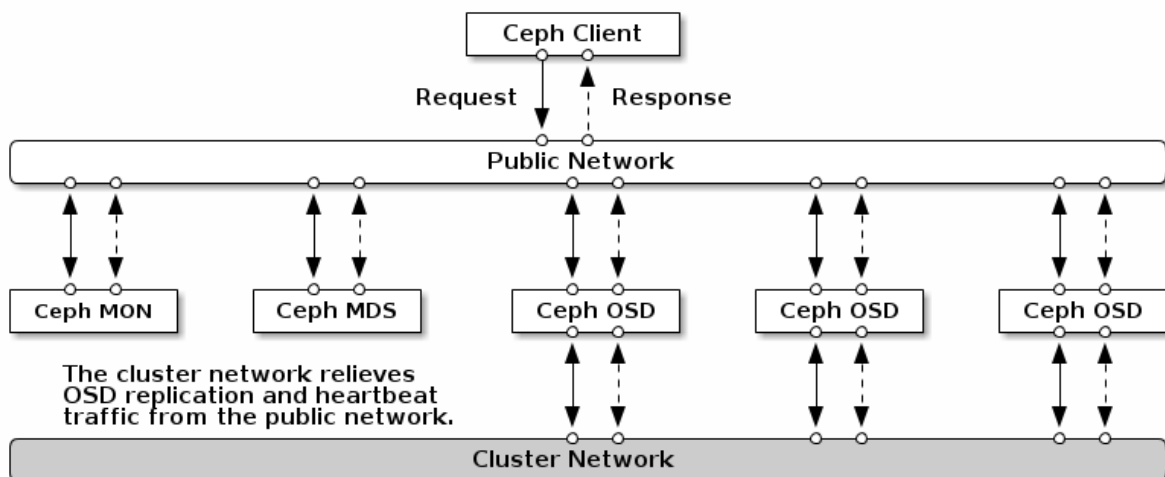 Ceph Client
Request
Response
Public Network
Ceph MON
Ceph MDS
Ceph OSD
Ceph OSD
Ceph OSD
The cluster network relieves
OSD replication and heartbeat
traffic from the public network.
Cluster Network